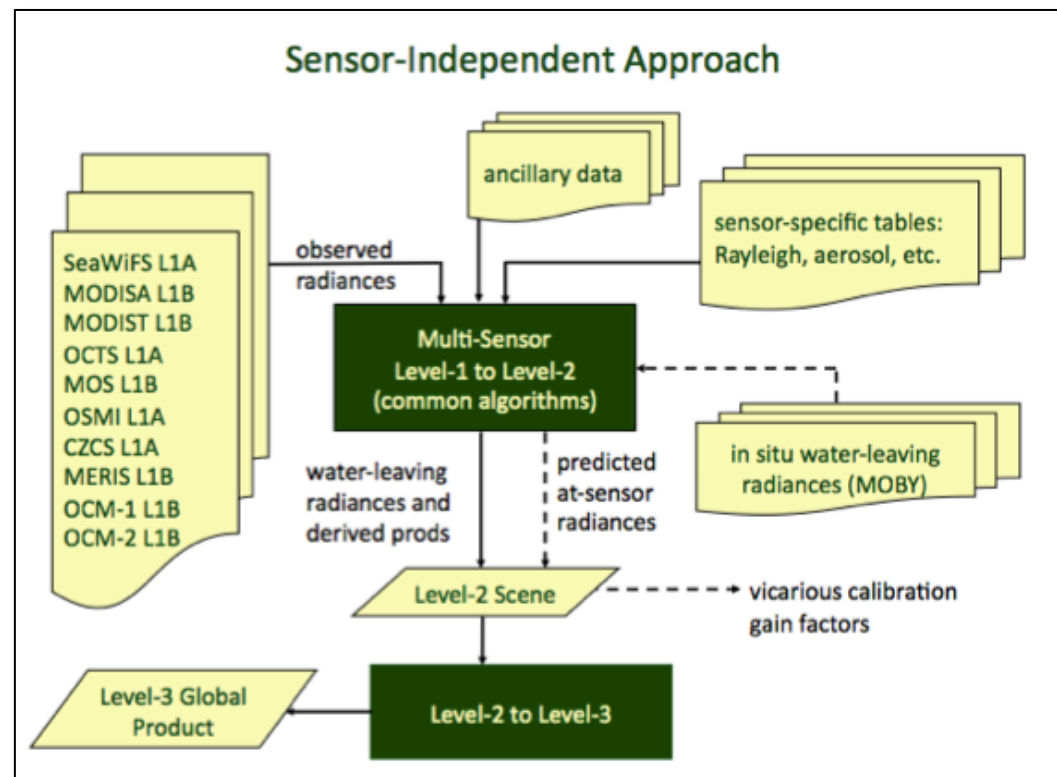 Sensor-Independent Approach
ancillary data
sensor-specific tables:
Rayleigh, aerosol, etc.
observed
radiances
SeaWiFS L1A
MODISA L1B
MODIST L1B
OCTS L1A
MOS L1B
OSMI L1A
CZCS L1A
MERIS L1B
OCM-1 L1B
OCM-2 L1B
Multi-Sensor
Level-1 to Level-2
(common algorithms)
in situ water-leaving
radiances (MOBY)
water-leaving
radiances and
derived prods
predicted
at-sensor
radiances
Level-2 Scene
vicarious calibration
gain factors
Level-3 Global
Product
Level-2 to Level-3